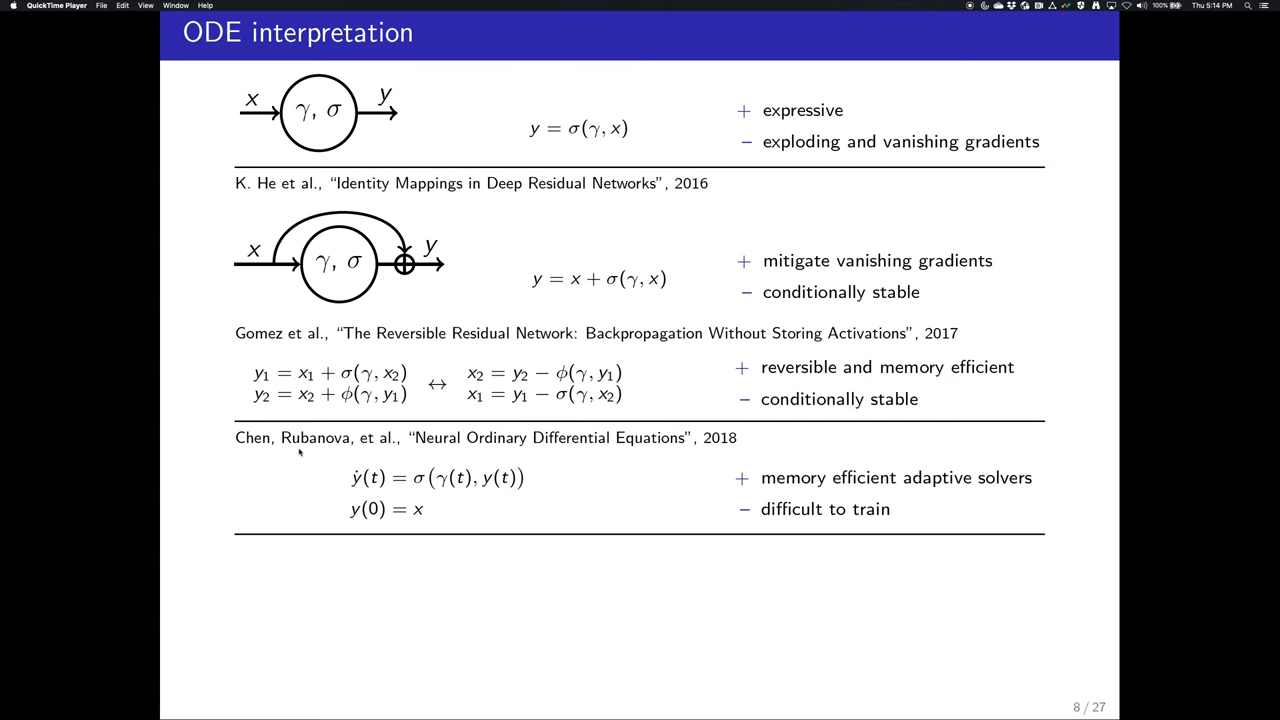 QuickTime Player File Edit View Window Help 100% Thu 5:14 PM
ODE interpretation
x γ, σ y
y = σ(γ, x)
+ expressive
− exploding and vanishing gradients
K. He et al., “Identity Mappings in Deep Residual Networks”, 2016
x γ, σ y
y = x + σ(γ, x)
+ mitigate vanishing gradients
− conditionally stable
Gomez et al., “The Reversible Residual Network: Backpropagation Without Storing Activations”, 2017
y₁ = x₁ + σ(γ, x₂) ↔ x₂ = y₂ − ϕ(γ, y₁)
y₂ = x₂ + ϕ(γ, y₁) x₁ = y₁ − σ(γ, x₂)
+ reversible and memory efficient
− conditionally stable
Chen, Rubanova, et al., “Neural Ordinary Differential Equations”, 2018
ẏ(t) = σ(γ(t), y(t))
y(0) = x
+ memory efficient adaptive solvers
− difficult to train
8 / 27